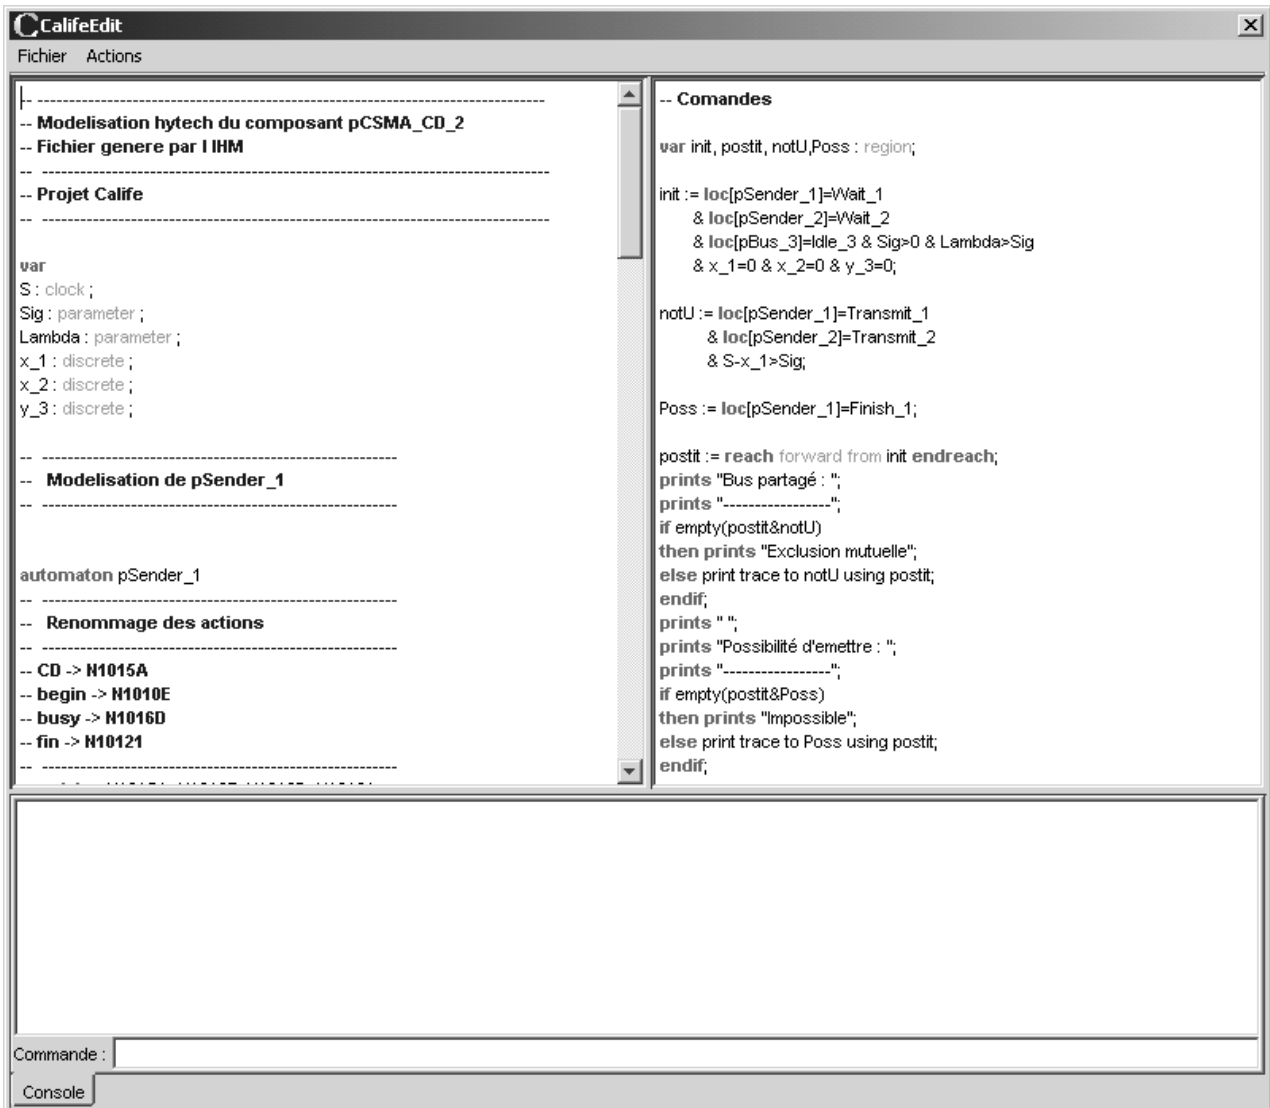 CalifeEdit
Fichier Actions
-- --------------------------------------------------------------------------------
-- Modelisation hytech du composant pCSMA_CD_2
-- Fichier genere par l IHM
-- --------------------------------------------------------------------------------
-- Projet Calife
-- --------------------------------------------------------------------------------
var
S : clock ;
Sig : parameter ;
Lambda : parameter ;
x_1 : discrete ;
x_2 : discrete ;
y_3 : discrete ;
-- --------------------------------------------------------
-- Modelisation de pSender_1
-- --------------------------------------------------------
automaton pSender_1
-- --------------------------------------------------------
-- Renommage des actions
-- --------------------------------------------------------
-- CD -> N1015A
-- begin -> N1010E
-- busy -> N1016D
-- fin -> N10121
-- --------------------------------------------------------
-- Comandes
var init, postit, notU,Poss : region;
init := loc[pSender_1]=Wait_1
& loc[pSender_2]=Wait_2
& loc[pBus_3]=Idle_3 & Sig>0 & Lambda>Sig
& x_1=0 & x_2=0 & y_3=0;
notU := loc[pSender_1]=Transmit_1
& loc[pSender_2]=Transmit_2
& S-x_1>Sig;
Poss := loc[pSender_1]=Finish_1;
postit := reach forward from init endreach;
prints "Bus partagé : ";
prints "-----------------";
if empty(postit&notU)
then prints "Exclusion mutuelle";
else print trace to notU using postit;
endif;
prints " ";
prints "Possibilité d'emettre : ";
prints "-----------------";
if empty(postit&Poss)
then prints "Impossible";
else print trace to Poss using postit;
endif;
Commande :
Console